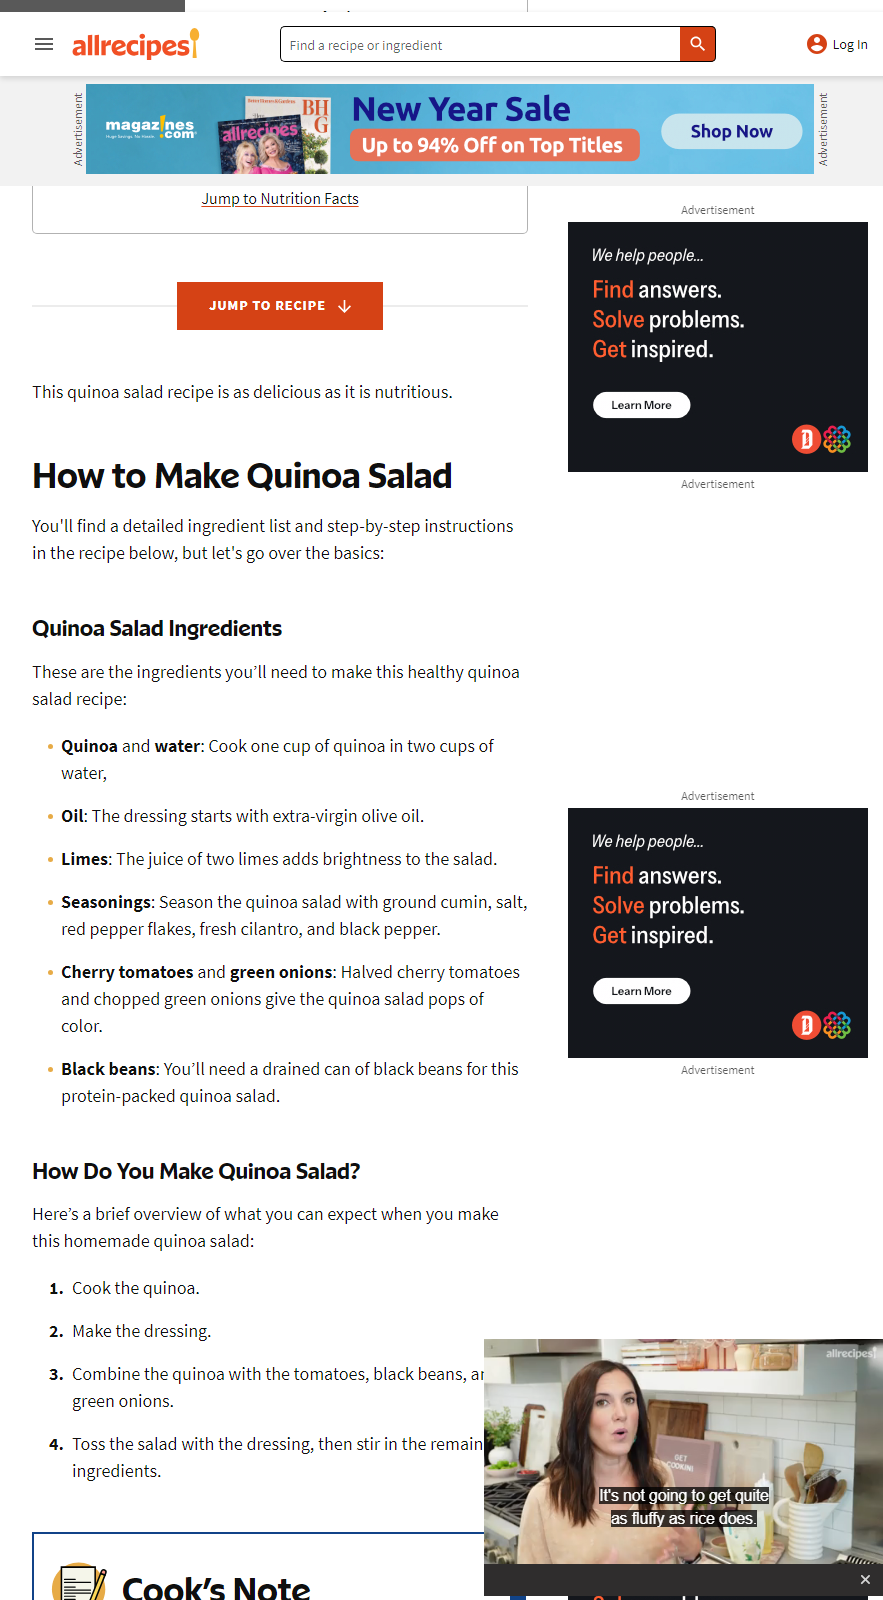 allrecipes
Find a recipe or ingredient
Log In
Advertisement
magazines.com
BH
G
allrecipes
New Year Sale
Up to 94% Off on Top Titles
Shop Now
Advertisement
Jump to Nutrition Facts
JUMP TO RECIPE
This quinoa salad recipe is as delicious as it is nutritious.
How to Make Quinoa Salad
You'll find a detailed ingredient list and step-by-step instructions
in the recipe below, but let's go over the basics:
Quinoa Salad Ingredients
These are the ingredients you’ll need to make this healthy quinoa
salad recipe:
Quinoa and water: Cook one cup of quinoa in two cups of
water,
Oil: The dressing starts with extra-virgin olive oil.
Limes: The juice of two limes adds brightness to the salad.
Seasonings: Season the quinoa salad with ground cumin, salt,
red pepper flakes, fresh cilantro, and black pepper.
Cherry tomatoes and green onions: Halved cherry tomatoes
and chopped green onions give the quinoa salad pops of
color.
Black beans: You’ll need a drained can of black beans for this
protein-packed quinoa salad.
How Do You Make Quinoa Salad?
Here’s a brief overview of what you can expect when you make
this homemade quinoa salad:
1. Cook the quinoa.
2. Make the dressing.
3. Combine the quinoa with the tomatoes, black beans,
green onions.
4. Toss the salad with the dressing, then stir in the remain
ingredients.
Cook’s Note
Advertisement
We help people...
Find answers.
Solve problems.
Get inspired.
Learn More
D
Advertisement
Advertisement
We help people...
Find answers.
Solve problems.
Get inspired.
Learn More
D
Advertisement
allrecipes
GET
COOKIN!
It's not going to get quite
as fluffy as rice does.